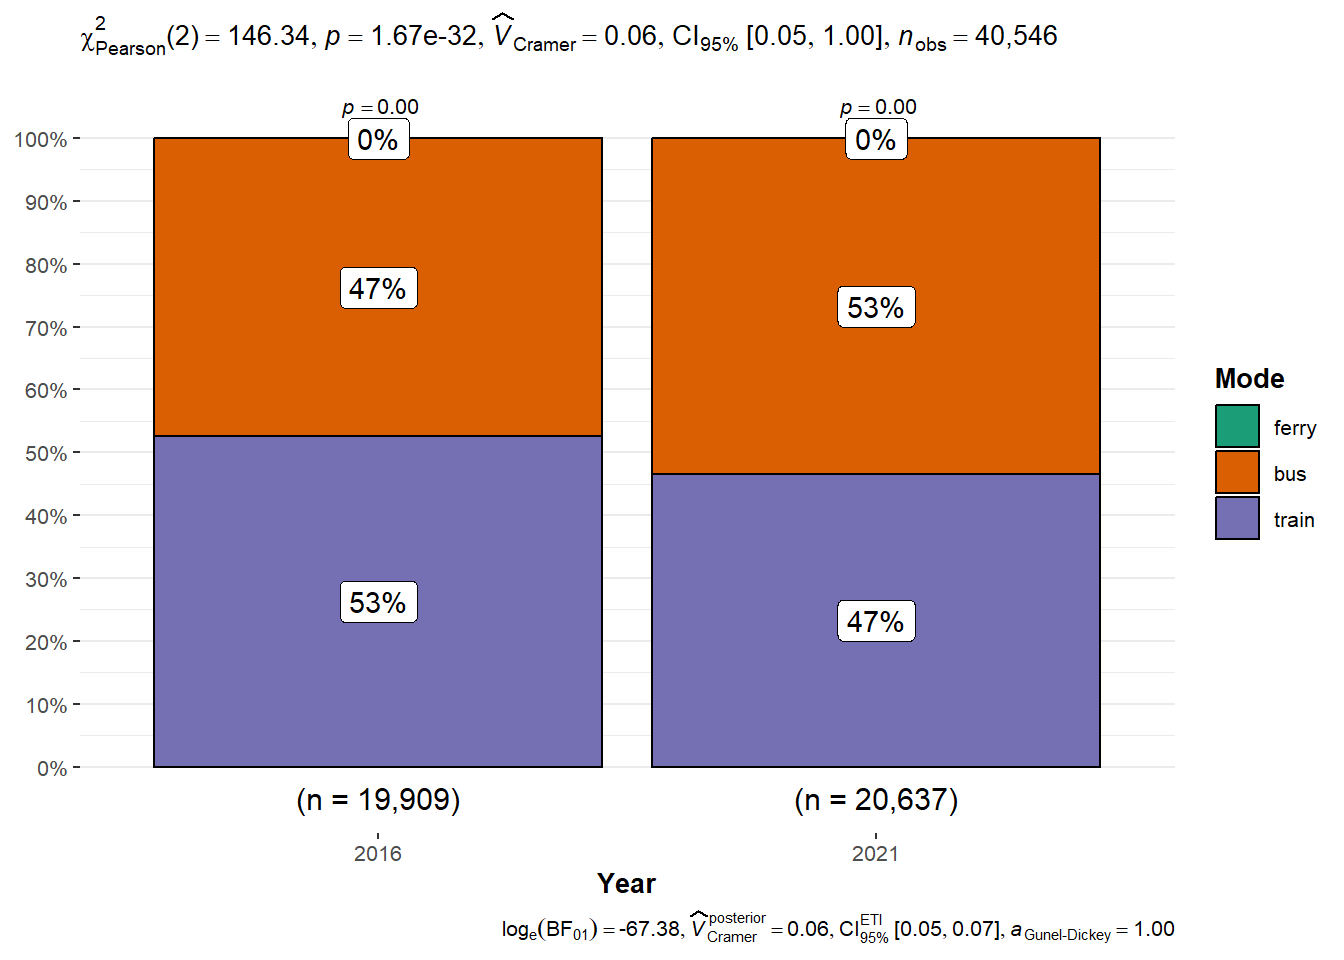 χ²Pearson(2) = 146.34, p = 1.67e-32, V̂Cramer = 0.06, CI95% [0.05, 1.00], nobs = 40,546
p = 0.00
p = 0.00
100%
90%
80%
70%
60%
50%
40%
30%
20%
10%
0%
0%
47%
53%
0%
53%
47%
(n = 19,909)
(n = 20,637)
2016
2021
Year
Mode
ferry
bus
train
loge(BF01) = -67.38, V̂posteriorCramer = 0.06, CIETI95% [0.05, 0.07], aGunel-Dickey = 1.00